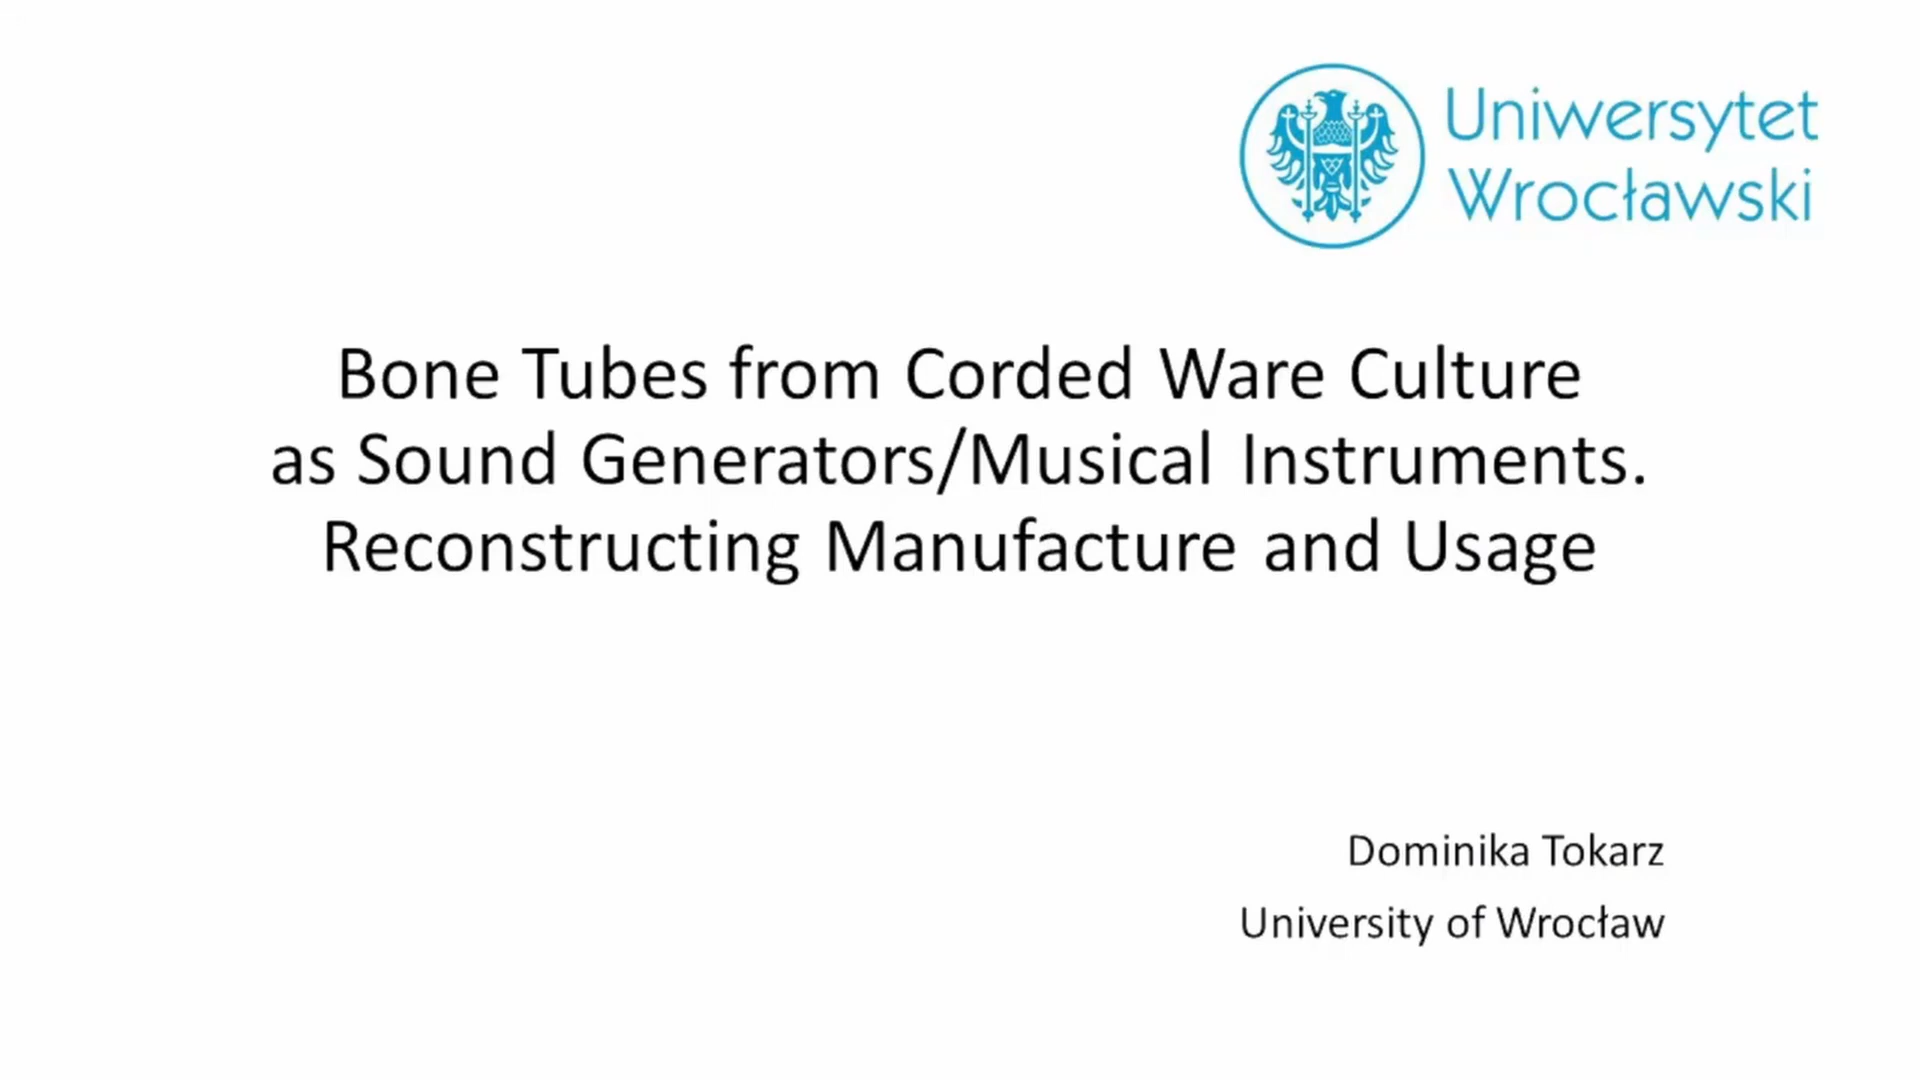 Uniwersytet
Wrocławski
Bone Tubes from Corded Ware Culture
as Sound Generators/Musical Instruments.
Reconstructing Manufacture and Usage
Dominika Tokarz
University of Wrocław